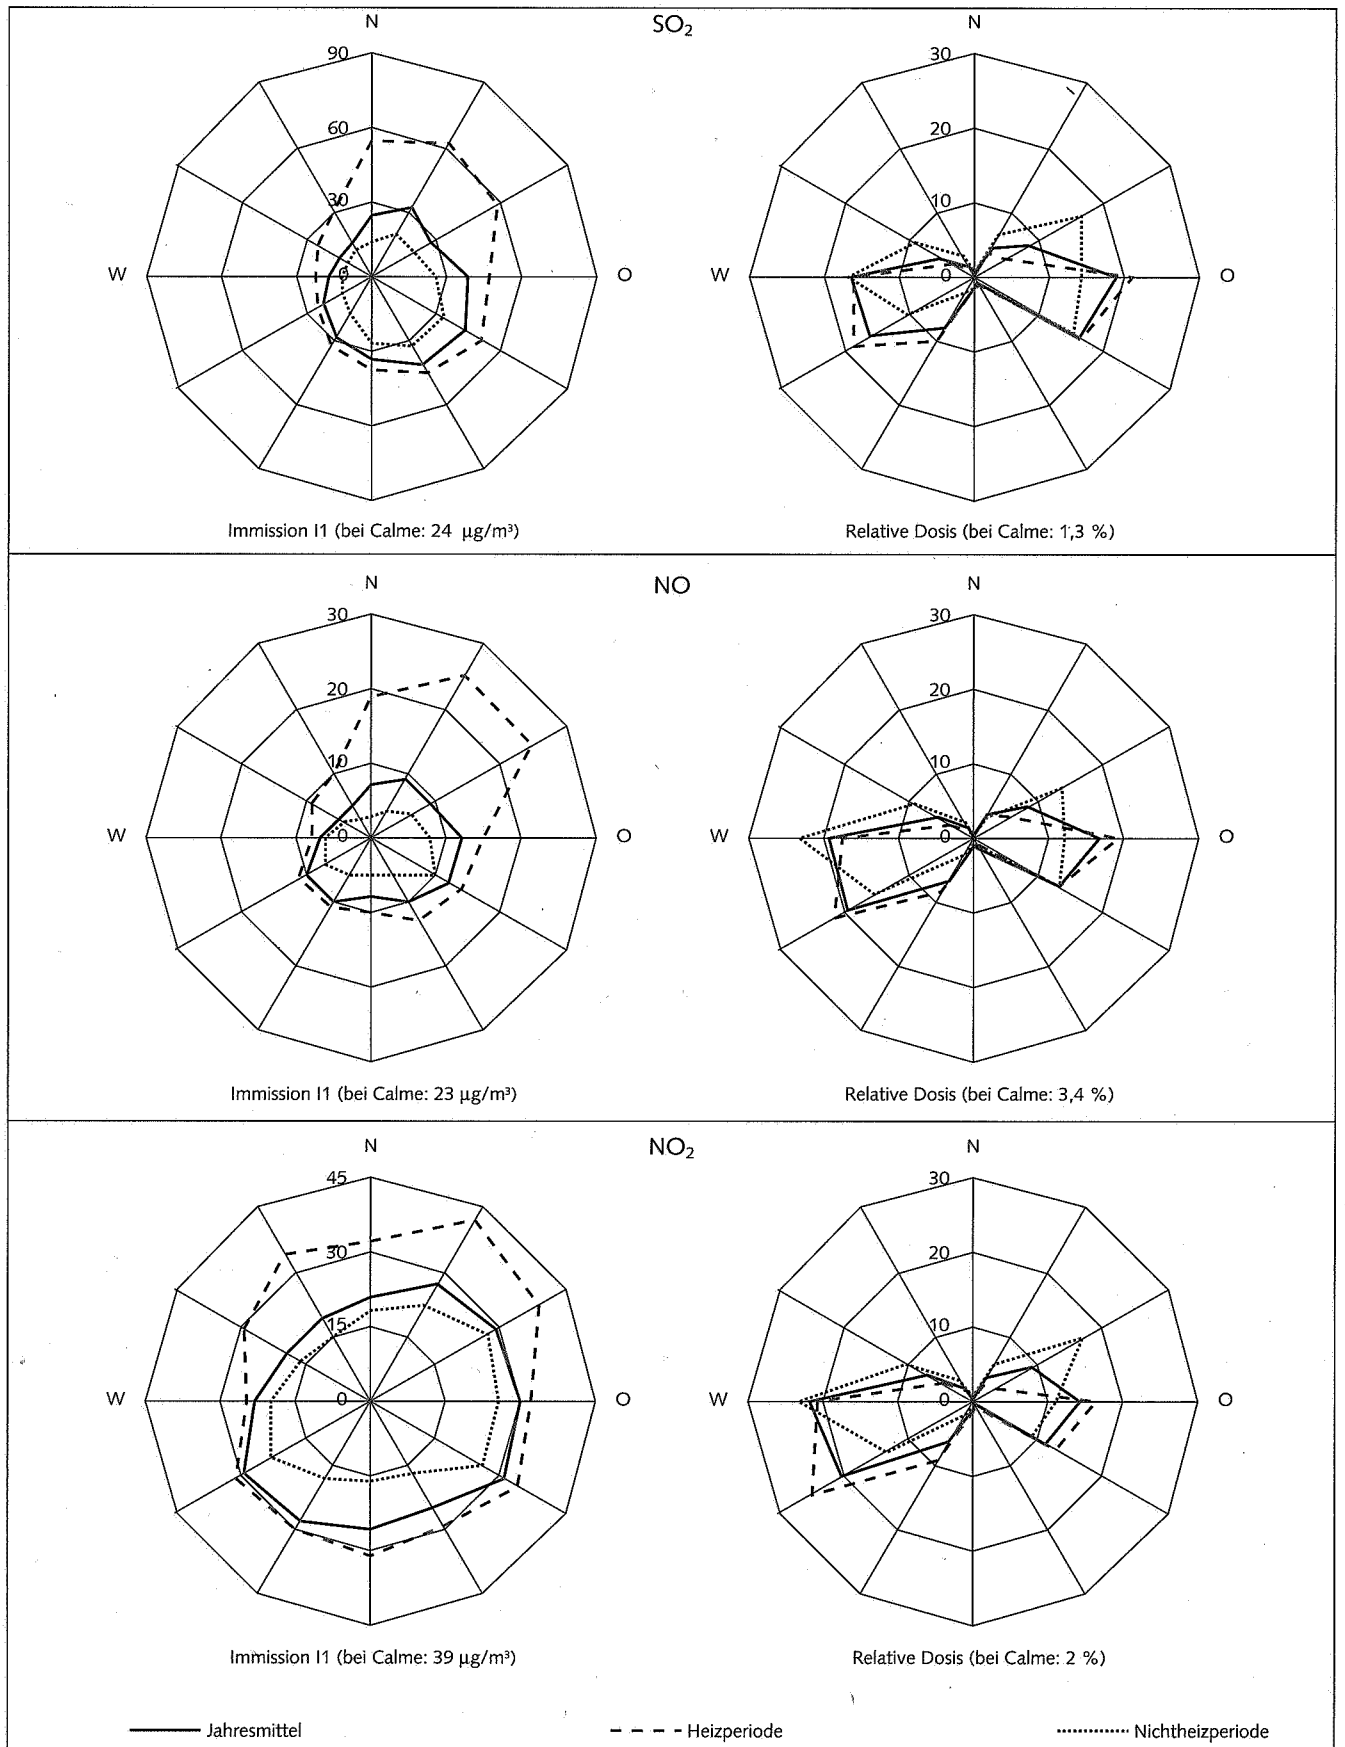 SO₂
N
N
90
60
30
0
W
O
30
20
10
0
W
O
Immission I1 (bei Calme: 24 µg/m³)
Relative Dosis (bei Calme: 1,3 %)
NO
N
N
30
20
10
0
W
O
30
20
10
0
W
O
Immission I1 (bei Calme: 23 µg/m³)
Relative Dosis (bei Calme: 3,4 %)
NO₂
N
N
45
30
15
0
W
O
30
20
10
0
W
O
Immission I1 (bei Calme: 39 µg/m³)
Relative Dosis (bei Calme: 2 %)
Jahresmittel
Heizperiode
Nichtheizperiode